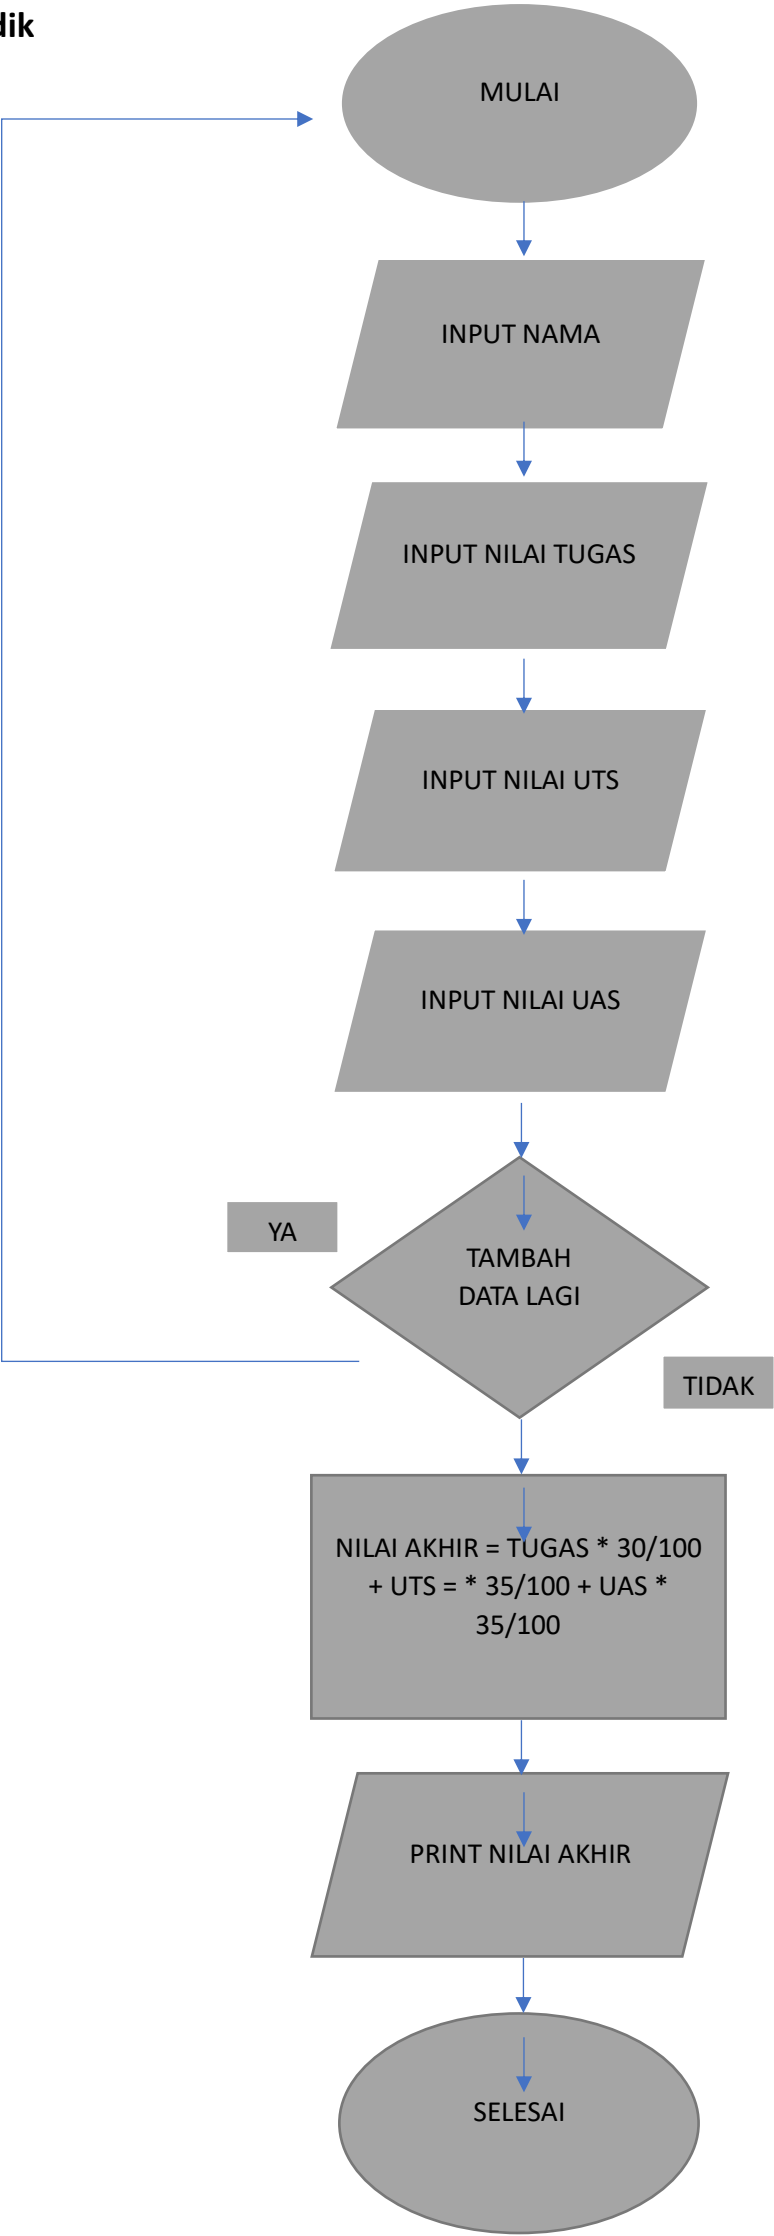 dik
MULAI
INPUT NAMA
INPUT NILAI TUGAS
INPUT NILAI UTS
INPUT NILAI UAS
YA
TAMBAH
DATA LAGI
TIDAK
NILAI AKHIR = TUGAS * 30/100
+ UTS = * 35/100 + UAS *
35/100
PRINT NILAI AKHIR
SELESAI